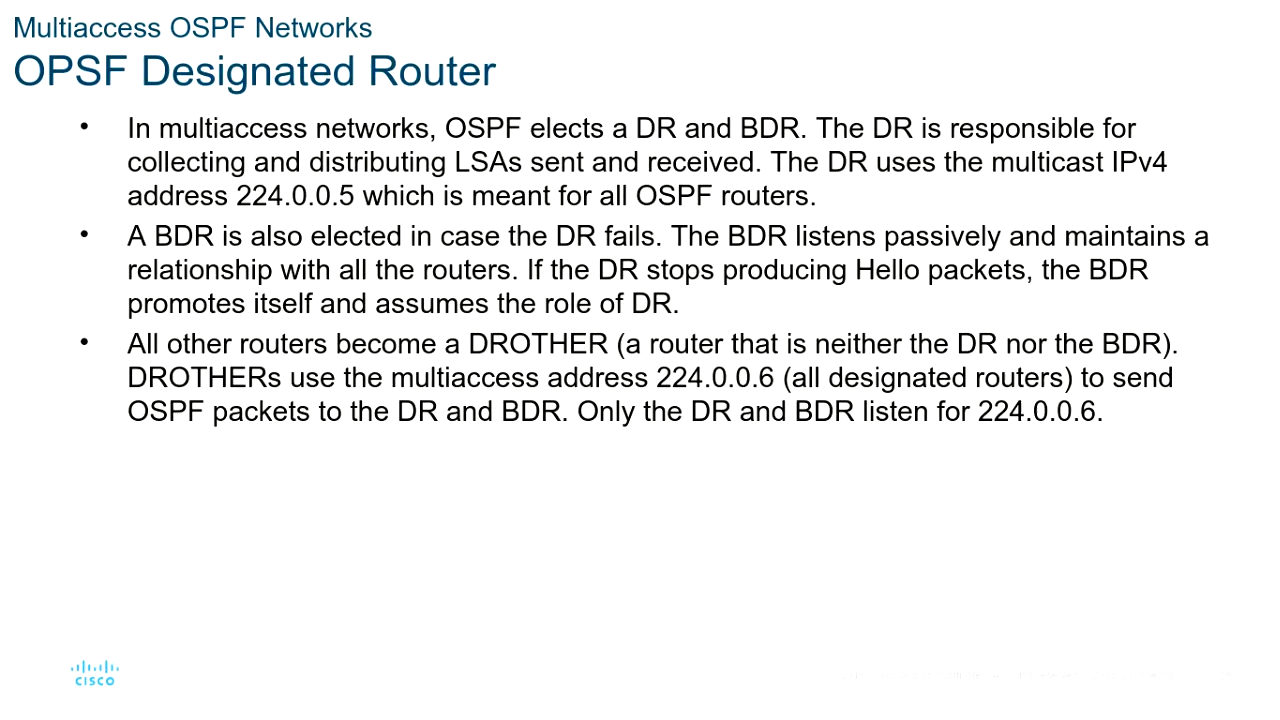 Multiaccess OSPF Networks
OPSF Designated Router
• In multiaccess networks, OSPF elects a DR and BDR. The DR is responsible for
collecting and distributing LSAs sent and received. The DR uses the multicast IPv4
address 224.0.0.5 which is meant for all OSPF routers.
• A BDR is also elected in case the DR fails. The BDR listens passively and maintains a
relationship with all the routers. If the DR stops producing Hello packets, the BDR
promotes itself and assumes the role of DR.
• All other routers become a DROTHER (a router that is neither the DR nor the BDR).
DROTHERs use the multiaccess address 224.0.0.6 (all designated routers) to send
OSPF packets to the DR and BDR. Only the DR and BDR listen for 224.0.0.6.
CISCO